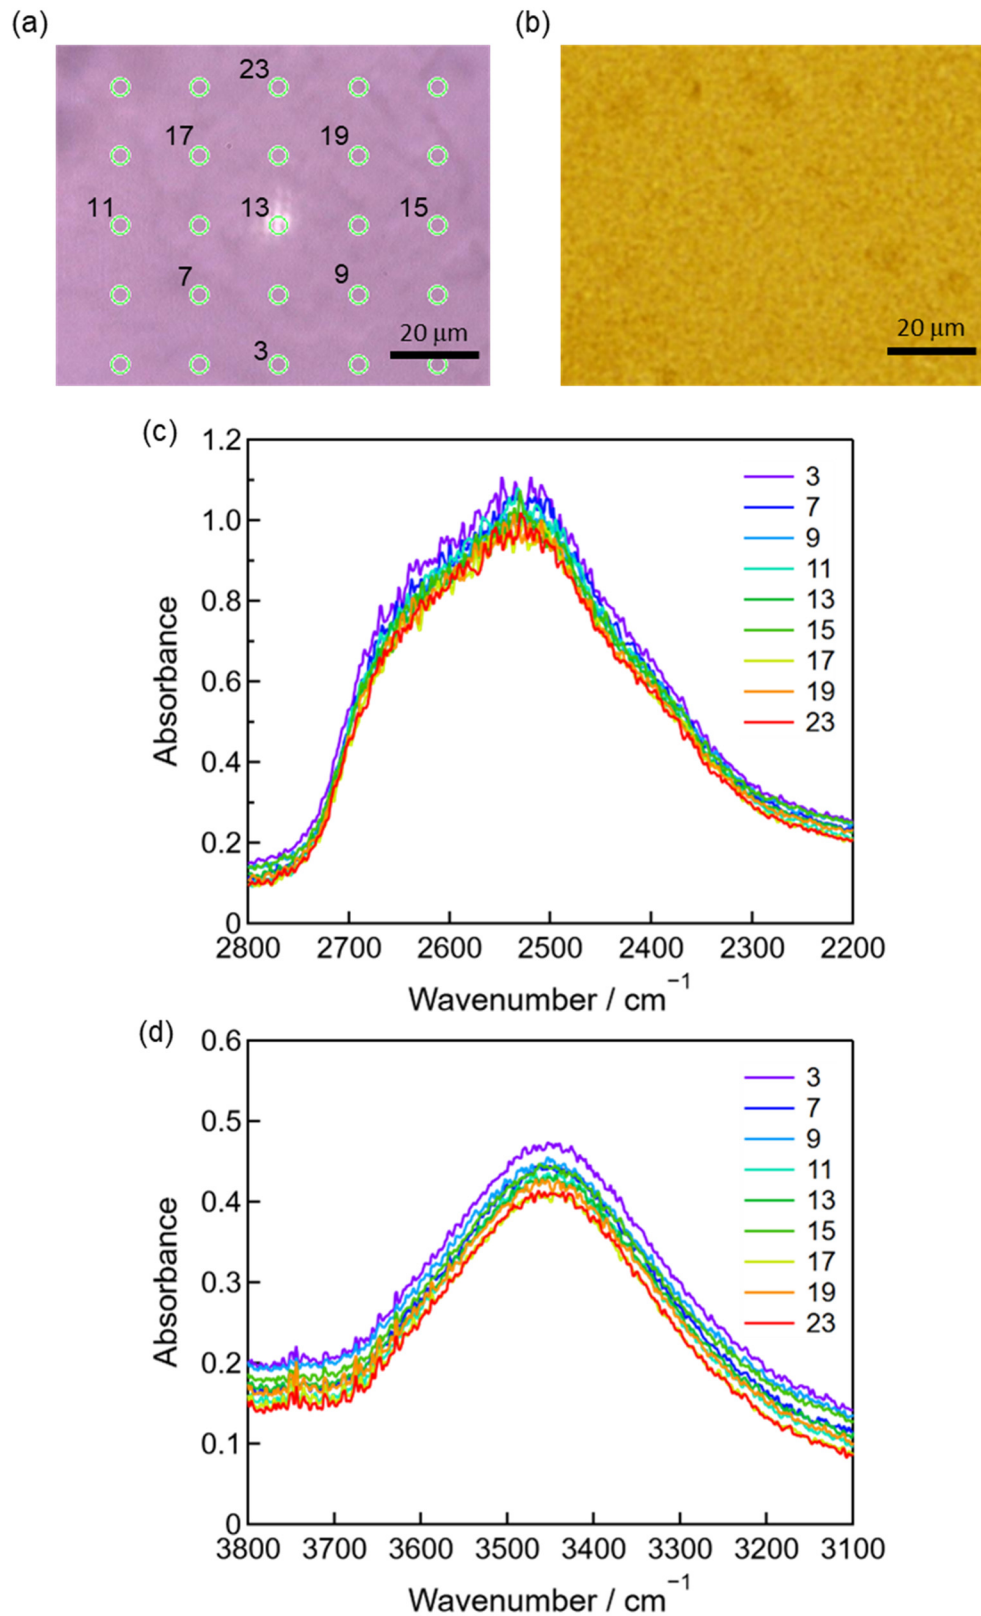 (a)
(b)
23
17 19
11 13 15
7 9
3
20 μm
20 μm
(c)
1.2
1.0
0.8
0.6
0.4
0.2
0
Absorbance
3
7
9
11
13
15
17
19
23
2800 2700 2600 2500 2400 2300 2200
Wavenumber / cm⁻¹
(d)
0.6
0.5
0.4
0.3
0.2
0.1
0
Absorbance
3
7
9
11
13
15
17
19
23
3800 3700 3600 3500 3400 3300 3200 3100
Wavenumber / cm⁻¹